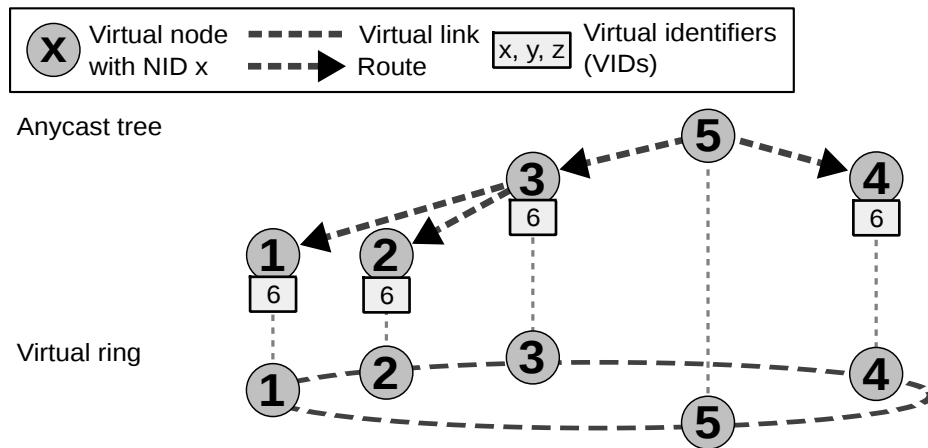 X Virtual node with NID x
Virtual link
Route
x, y, z Virtual identifiers (VIDs)
Anycast tree
5
3
4
6
6
1
2
6
6
Virtual ring
3
2
4
1
5